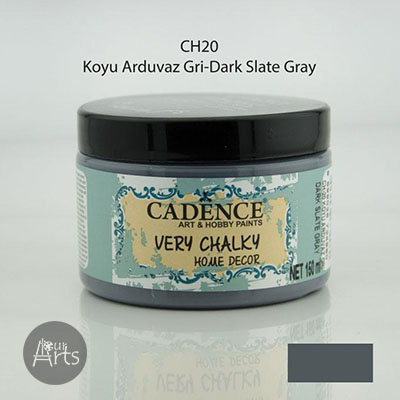 CH20
Koyu Arduvaz Gri-Dark Slate Gray
CADENCE
ART & HOBBY PAINTS
VERY CHALKY
HOME DECOR
DARK SLATE GRAY
NET 150 m
Lili
Arts